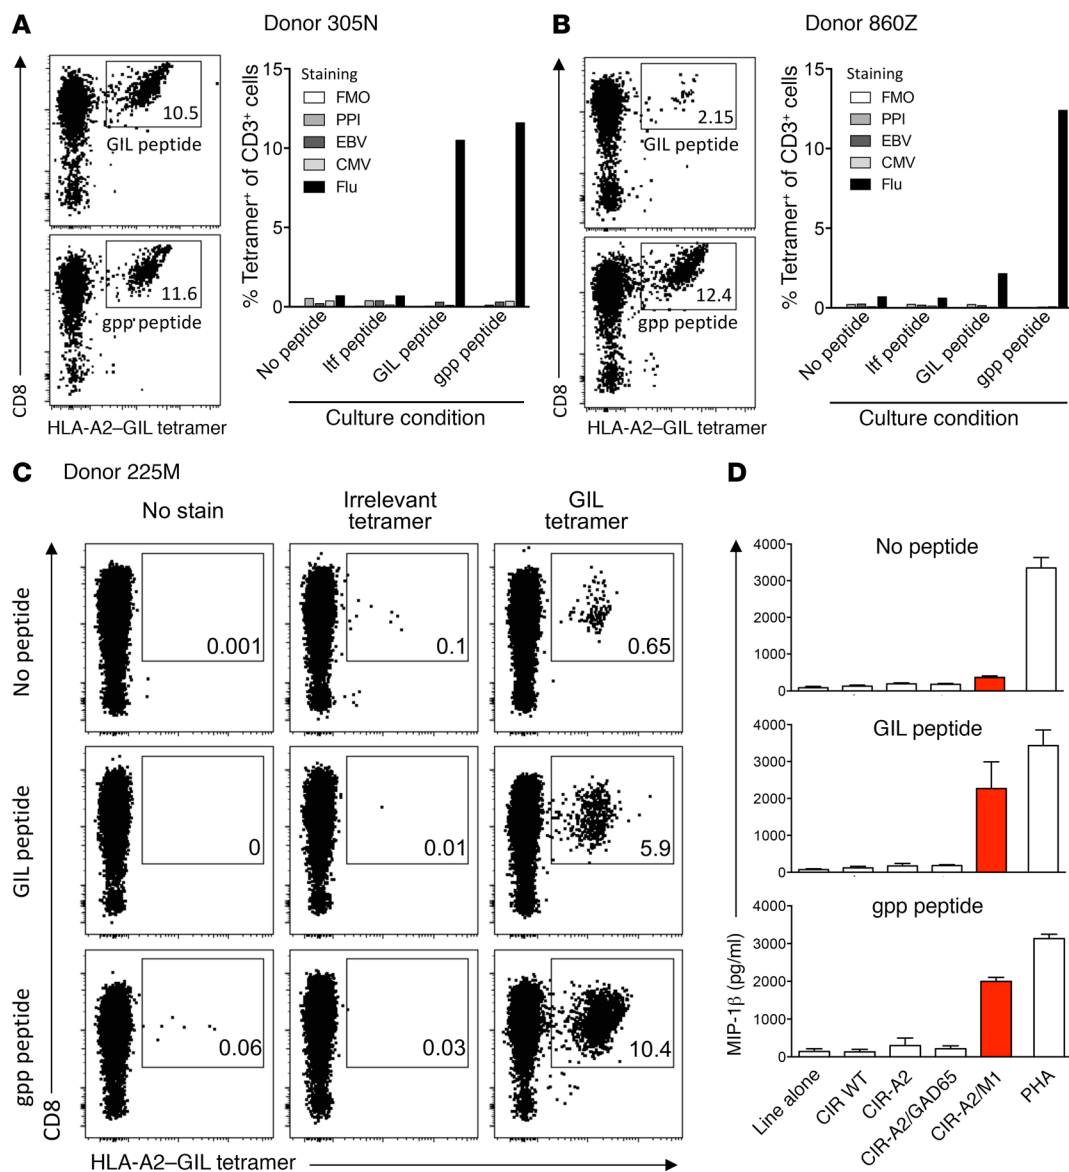 A
Donor 305N
10.5
GIL peptide
11.6
gpp peptide
CD8
HLA-A2–GIL tetramer
% Tetramer+ of CD3+ cells
15
10
5
0
Staining
FMO
PPI
EBV
CMV
Flu
No peptide
ltf peptide
GIL peptide
gpp peptide
Culture condition
B
Donor 860Z
2.15
GIL peptide
12.4
gpp peptide
CD8
HLA-A2–GIL tetramer
% Tetramer+ of CD3+ cells
15
10
5
0
Staining
FMO
PPI
EBV
CMV
Flu
No peptide
ltf peptide
GIL peptide
gpp peptide
Culture condition
C
Donor 225M
No stain
Irrelevant
tetramer
GIL
tetramer
No peptide
0.001
0.1
0.65
GIL peptide
0
0.01
5.9
gpp peptide
0.06
0.03
10.4
CD8
HLA-A2–GIL tetramer
D
No peptide
4000
3000
2000
1000
0
GIL peptide
4000
3000
2000
1000
0
gpp peptide
4000
3000
2000
1000
0
MIP-1β (pg/ml)
Line alone
CIR WT
CIR-A2
CIR-A2/GAD65
CIR-A2/M1
PHA